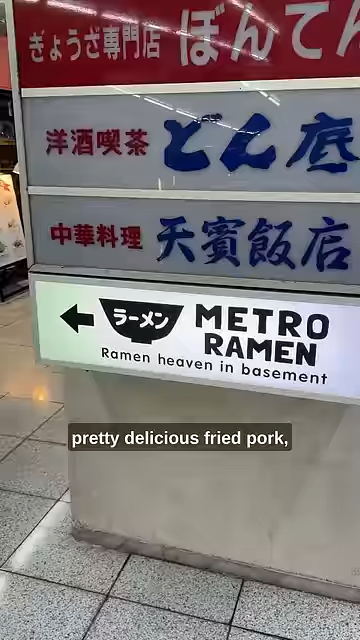 ぎょうざ専門店 ぼんてん
洋酒喫茶 どん底
中華料理 天賓飯店
ラーメン METRO
RAMEN
Ramen heaven in basement
pretty delicious fried pork,